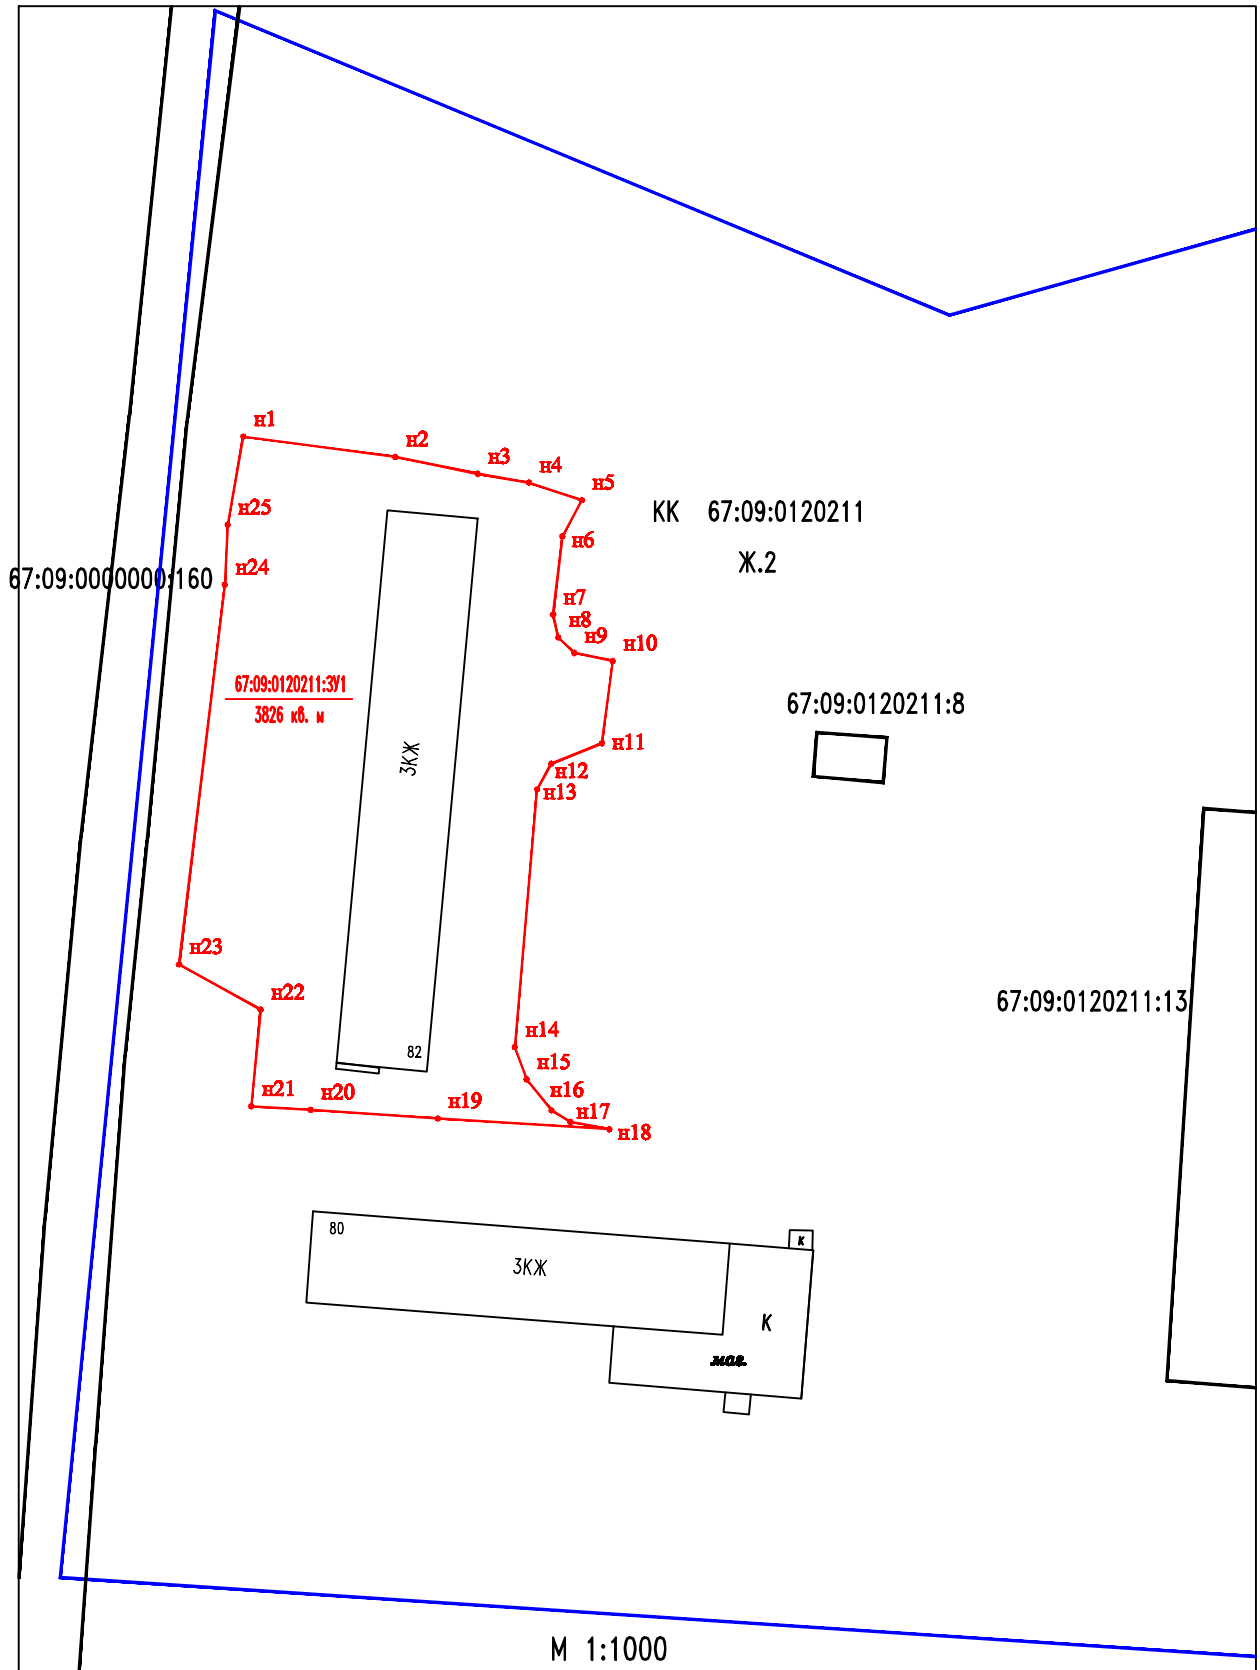 н1
н2
н3
н4
н5
н25
КК 67:09:0120211
н6
Ж.2
н24
67:09:0000000:160
н7
н8
н9
н10
67:09:0120211:ЗУ1
3826 кв. м
67:09:0120211:8
н11
3КЖ
н12
н13
н23
67:09:0120211:13
н22
н14
82
н15
н21
н20
н16
н19
н17
н18
80
к
3КЖ
К
маг.
М 1:1000